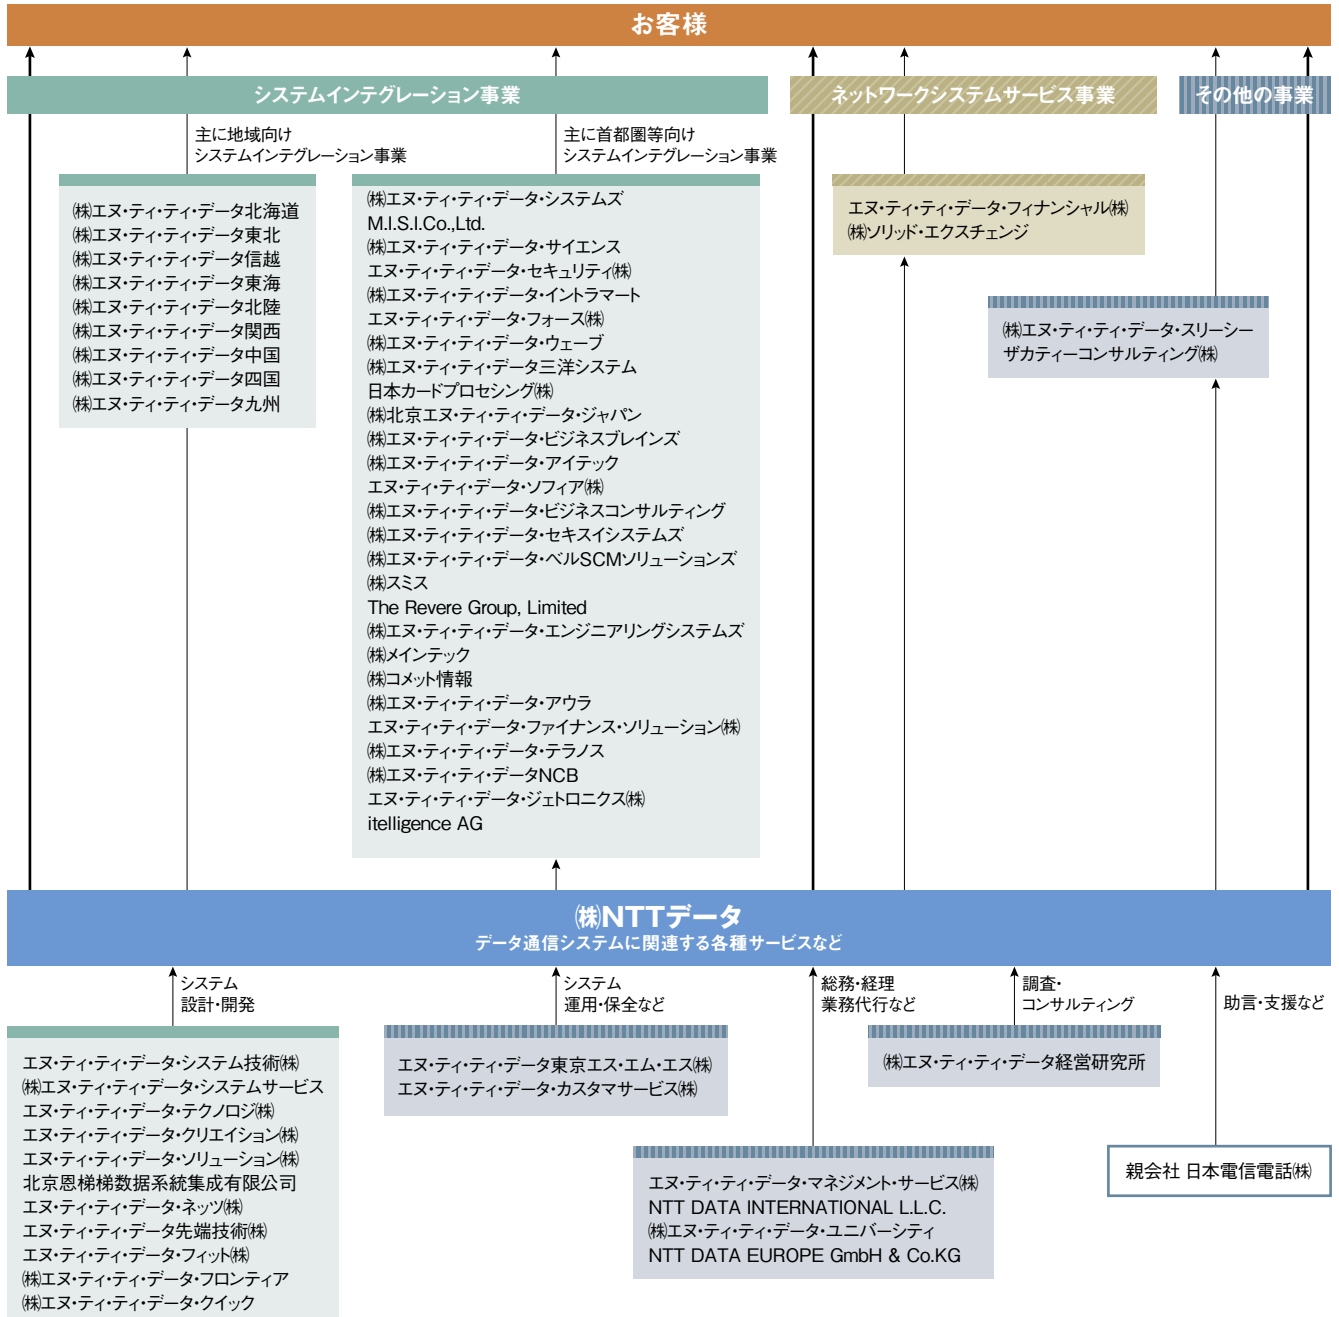 お客様
システムインテグレーション事業
ネットワークシステムサービス事業
その他の事業
主に地域向け
システムインテグレーション事業
主に首都圏等向け
システムインテグレーション事業
㈱エヌ・ティ・ティ・データ北海道
㈱エヌ・ティ・ティ・データ東北
㈱エヌ・ティ・ティ・データ信越
㈱エヌ・ティ・ティ・データ東海
㈱エヌ・ティ・ティ・データ北陸
㈱エヌ・ティ・ティ・データ関西
㈱エヌ・ティ・ティ・データ中国
㈱エヌ・ティ・ティ・データ四国
㈱エヌ・ティ・ティ・データ九州
㈱エヌ・ティ・ティ・データ・システムズ
M.I.S.I.Co.,Ltd.
㈱エヌ・ティ・ティ・データ・サイエンス
エヌ・ティ・ティ・データ・セキュリティ㈱
㈱エヌ・ティ・ティ・データ・イントラマート
エヌ・ティ・ティ・データ・フォース㈱
㈱エヌ・ティ・ティ・データ・ウェーブ
㈱エヌ・ティ・ティ・データ三洋システム
日本カードプロセシング㈱
㈱北京エヌ・ティ・ティ・データ・ジャパン
㈱エヌ・ティ・ティ・データ・ビジネスブレインズ
㈱エヌ・ティ・ティ・データ・アイテック
エヌ・ティ・ティ・データ・ソフィア㈱
㈱エヌ・ティ・ティ・データ・ビジネスコンサルティング
㈱エヌ・ティ・ティ・データ・セキスイシステムズ
㈱エヌ・ティ・ティ・データ・ベルSCMソリューションズ
㈱スミス
The Revere Group, Limited
㈱エヌ・ティ・ティ・データ・エンジニアリングシステムズ
㈱メインテック
㈱コメット情報
㈱エヌ・ティ・ティ・データ・アウラ
エヌ・ティ・ティ・データ・ファイナンス・ソリューション㈱
㈱エヌ・ティ・ティ・データ・テラノス
㈱エヌ・ティ・ティ・データNCB
エヌ・ティ・ティ・データ・ジェトロニクス㈱
itelligence AG
エヌ・ティ・ティ・データ・フィナンシャル㈱
㈱ソリッド・エクスチェンジ
㈱エヌ・ティ・ティ・データ・スリーシー
ザカティーコンサルティング㈱
㈱NTTデータ
データ通信システムに関連する各種サービスなど
システム
設計・開発
システム
運用・保全など
総務・経理
業務代行など
調査・
コンサルティング
助言・支援など
エヌ・ティ・ティ・データ・システム技術㈱
㈱エヌ・ティ・ティ・データ・システムサービス
エヌ・ティ・ティ・データ・テクノロジ㈱
エヌ・ティ・ティ・データ・クリエイション㈱
エヌ・ティ・ティ・データ・ソリューション㈱
北京恩梯梯数据系統集成有限公司
エヌ・ティ・ティ・データ・ネッツ㈱
エヌ・ティ・ティ・データ先端技術㈱
エヌ・ティ・ティ・データ・フィット㈱
㈱エヌ・ティ・ティ・データ・フロンティア
㈱エヌ・ティ・ティ・データ・クイック
エヌ・ティ・ティ・データ東京エス・エム・エス㈱
エヌ・ティ・ティ・データ・カスタマサービス㈱
エヌ・ティ・ティ・データ・マネジメント・サービス㈱
NTT DATA INTERNATIONAL L.L.C.
㈱エヌ・ティ・ティ・データ・ユニバーシティ
NTT DATA EUROPE GmbH & Co.KG
㈱エヌ・ティ・ティ・データ経営研究所
親会社 日本電信電話㈱